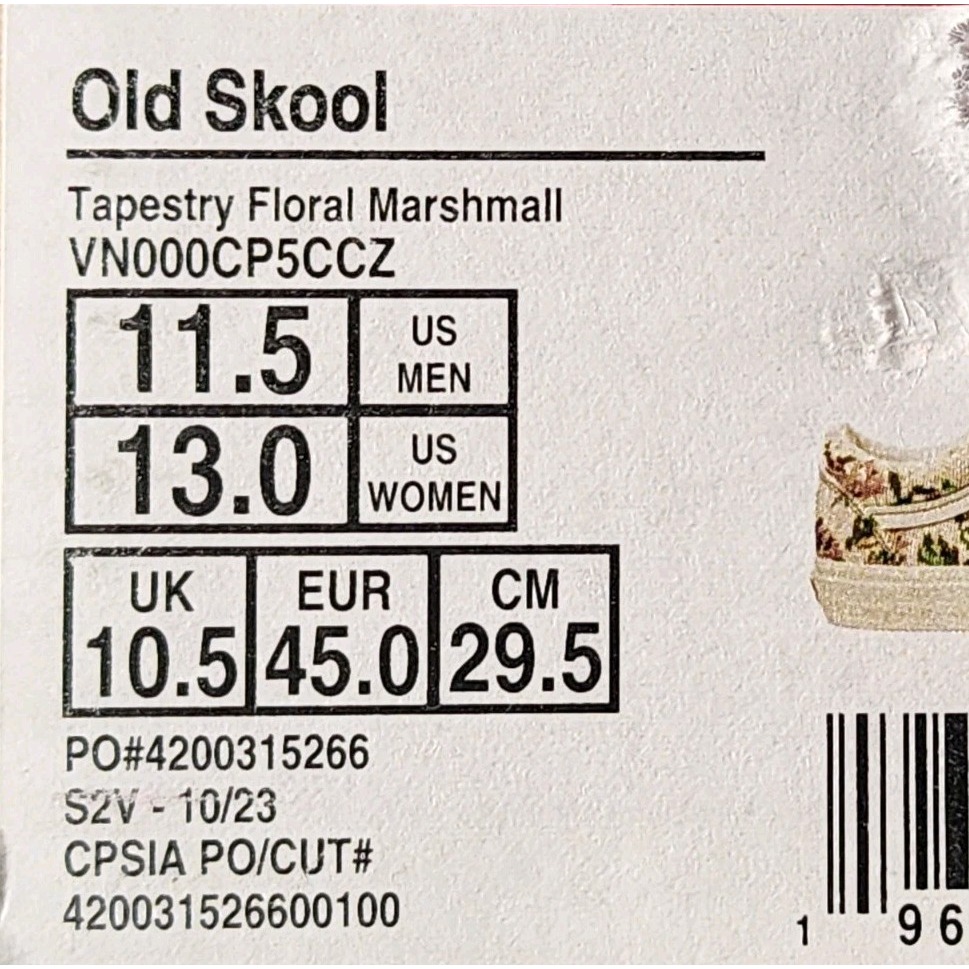 Old Skool
Tapestry Floral Marshmall
VN000CP5CCZ
11.5 US MEN
13.0 US WOMEN
UK EUR CM
10.5 45.0 29.5
PO#4200315266
S2V - 10/23
CPSIA PO/CUT#
420031526600100
1 96